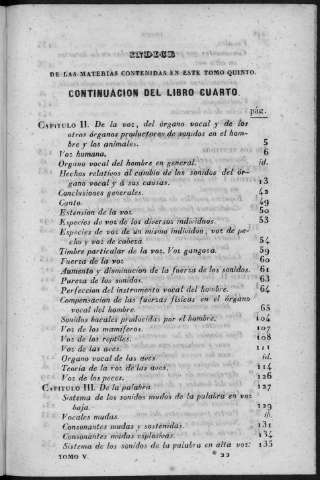 INDICE
DE LAS MATERIAS CONTENIDAS EN ESTE TOMO QUINTO.
CONTINUACION DEL LIBRO CUARTO.
pág.
CAPITULO II. De la voz, del órgano vocal y de los
otros órganos productores de sonidos en el hom-
bre y los animales. 5
Voz humana. 6
Organo vocal del hombre en general. id.
Hechos relativos al cambio de los sonidos del ór-
gano vocal y á sus causas. 13
Conclusiones generales. 42
Canto. 49
Estension de la voz. 50
Especies de voz de los diversos individuos. 53
Especies de voz de un mismo individuo, voz de pe-
cho y voz de cabeza. 54
Timbre particular de la voz. Voz gangosa. 59
Fuerza de la voz 60
Aumento y disminucion de la fuerza de los sonidos. 61
Pureza de los sonidos. 63
Perfeccion del instrumento vocal del hombre. 64
Compensacion de las fuerzas físicas en el órgano
vocal del hombre. 65
Sonidos bucales producidos por el hombre. 104
Voz de los mamíferos. 107
Voz de los reptiles. 108
Voz de las aves. 111
Organo vocal de las aves id.
Teoria de la voz de las aves. 114
Voz de los peces. 126
CAPITULO III. De la palabra. 127
Sistema de los sonidos mudos de la palabra en voz
baja. 129
Vocales mudas. ib.
Consonantes mudas y sostenidas. 131
Consonantes mudas esplosivas. 134
Sistema de los sonidos de la palabra en alta voz: 135
TOMO V. * 22